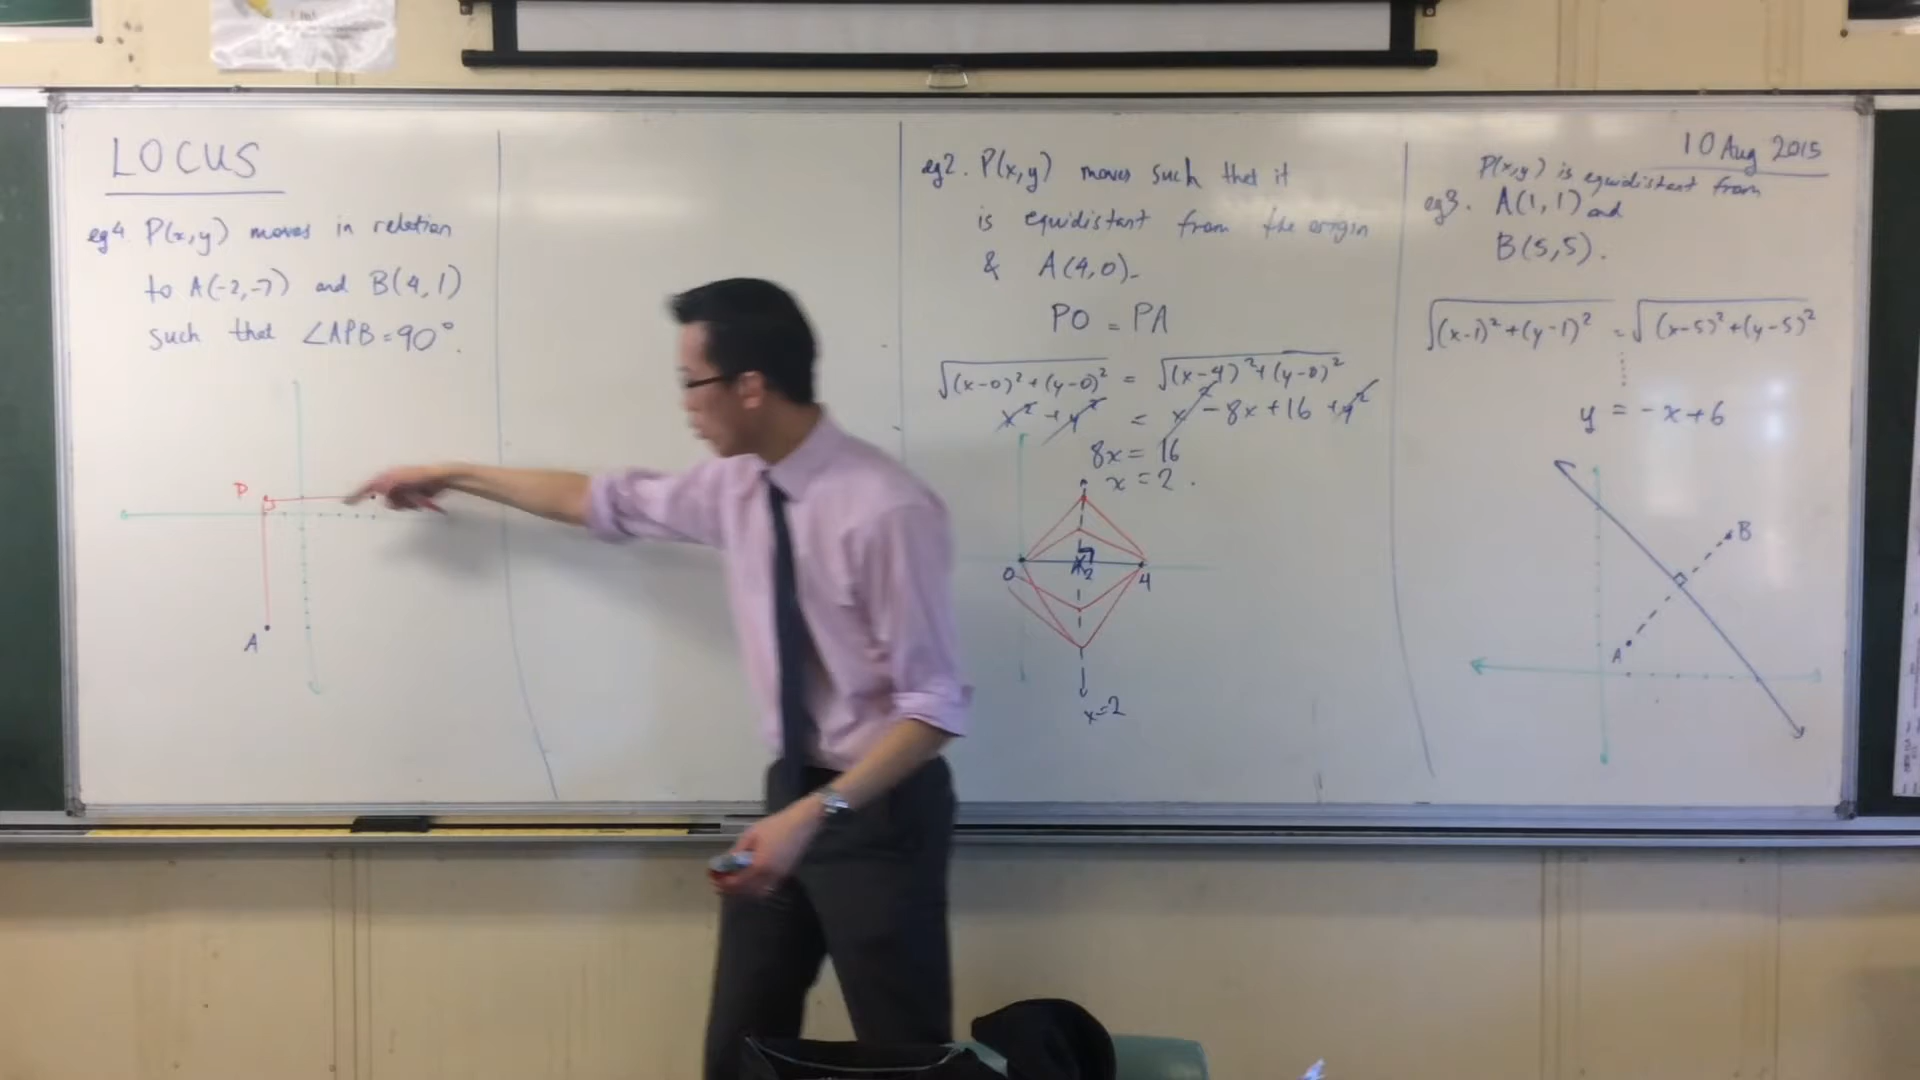 LOCUS
eg4. P(x,y) moves in relation
to A(-2,-7) and B(4,1)
such that ∠APB=90°.
P
A
eg2. P(x,y) moves such that it
is equidistant from the origin
& A(4,0).
PO = PA
√(x-0)²+(y-0)² = √(x-4)²+(y-0)²
x²+y² = x²-8x+16+y²
8x = 16
x = 2.
0
2
4
x=2
10 Aug 2015
P(x,y) is equidistant from
eg3. A(1,1) and
B(5,5).
√(x-1)²+(y-1)² = √(x-5)²+(y-5)²
y = -x+6
B
A